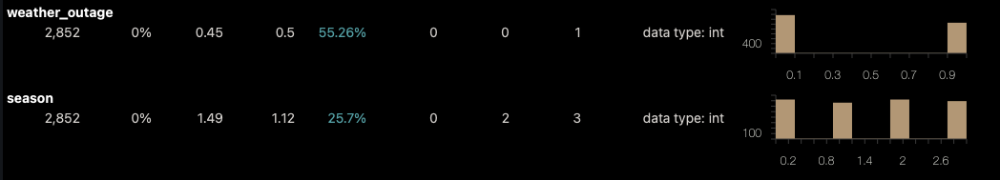 weather_outage
2,852 0% 0.45 0.5 55.26% 0 0 1 data type: int
400
0.1 0.3 0.5 0.7 0.9
season
2,852 0% 1.49 1.12 25.7% 0 2 3 data type: int
100
0.2 0.8 1.4 2 2.6